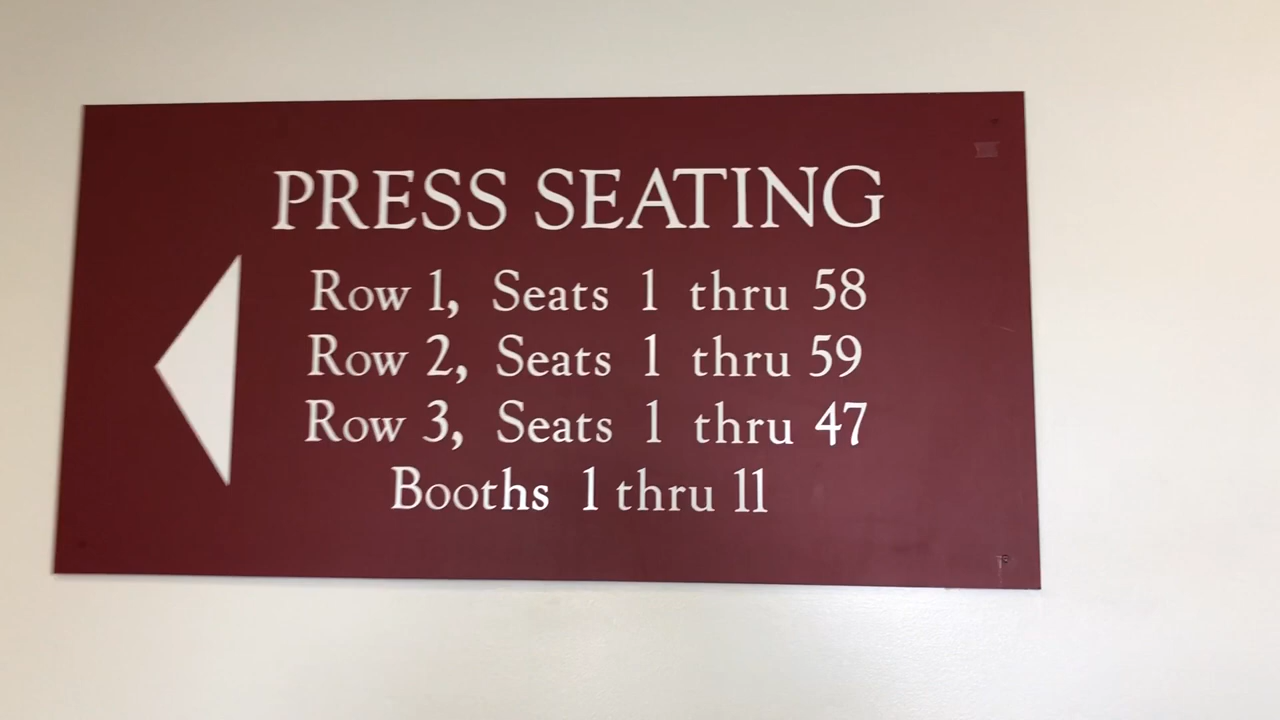 PRESS SEATING
Row 1, Seats 1 thru 58
Row 2, Seats 1 thru 59
Row 3, Seats 1 thru 47
Booths 1 thru 11